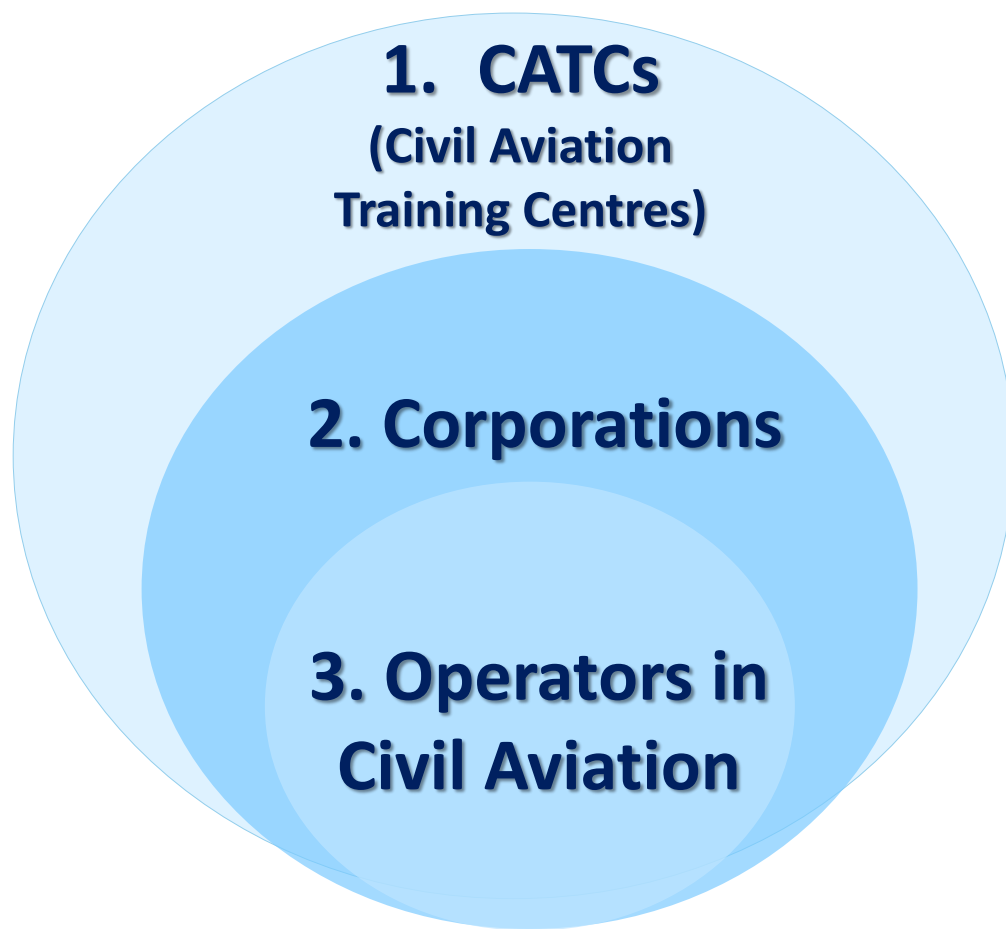 1. CATCs
(Civil Aviation
Training Centres)
2. Corporations
3. Operators in
Civil Aviation